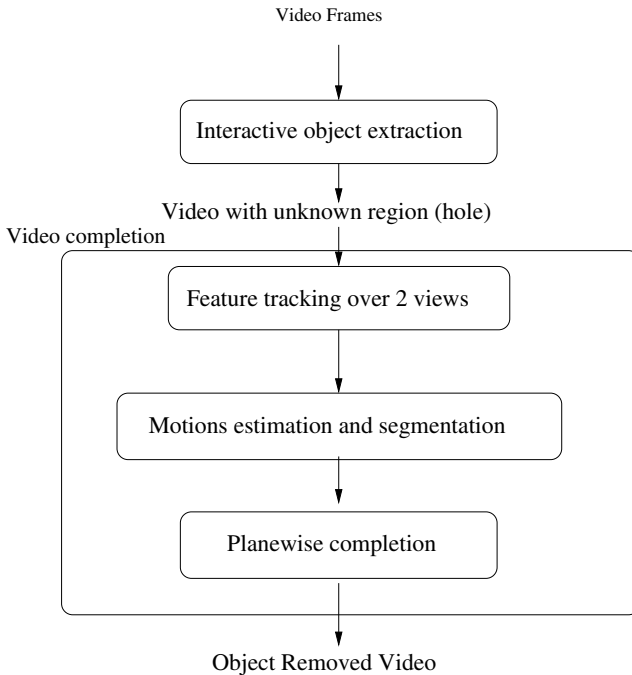 Video Frames
Interactive object extraction
Video with unknown region (hole)
Video completion
Feature tracking over 2 views
Motions estimation and segmentation
Planewise completion
Object Removed Video